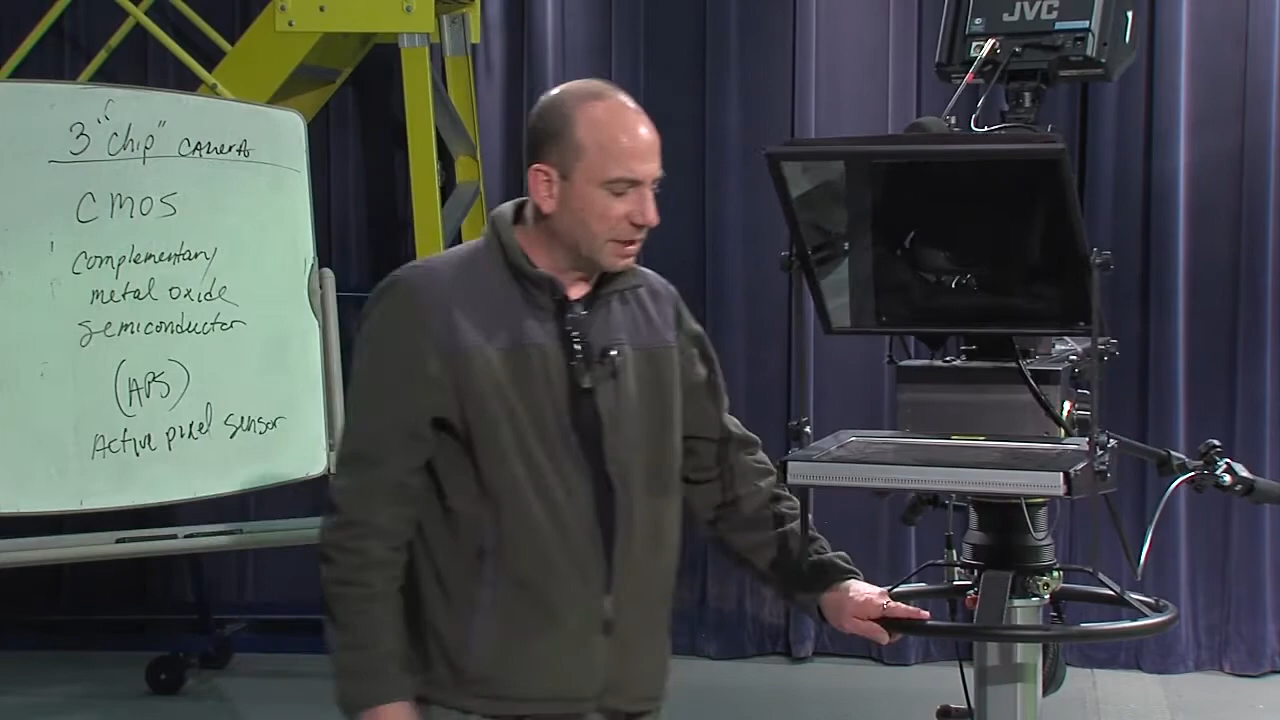 3 "chip" CAMERA
CMOS
complementary
metal oxide
semiconductor
(APS)
Active pixel sensor
JVC